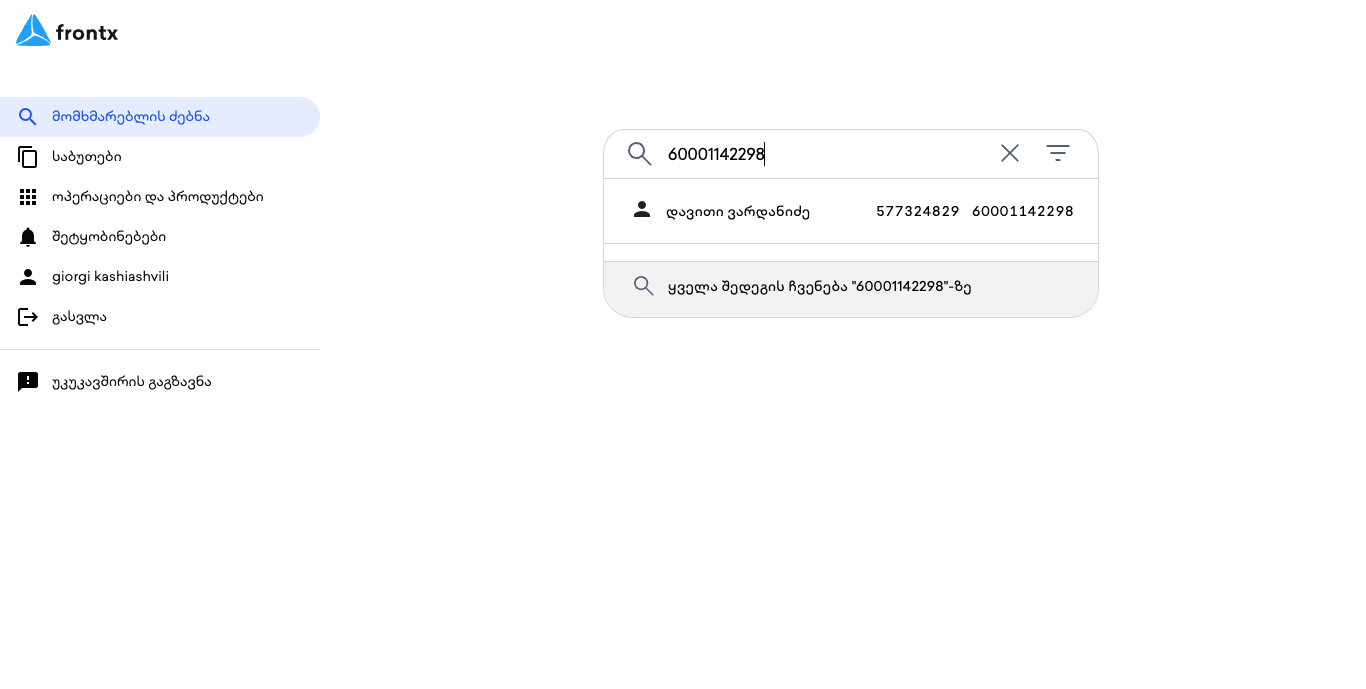 frontx
მომხმარებლის ძებნა
საბუთები
ოპერაციები და პროდუქტები
შეტყობინებები
giorgi kashiashvili
გასვლა
უკუკავშირის გაგზავნა
60001142298
დავითი ვარდანიძე 577324829 60001142298
ყველა შედეგის ჩვენება "60001142298"-ზე